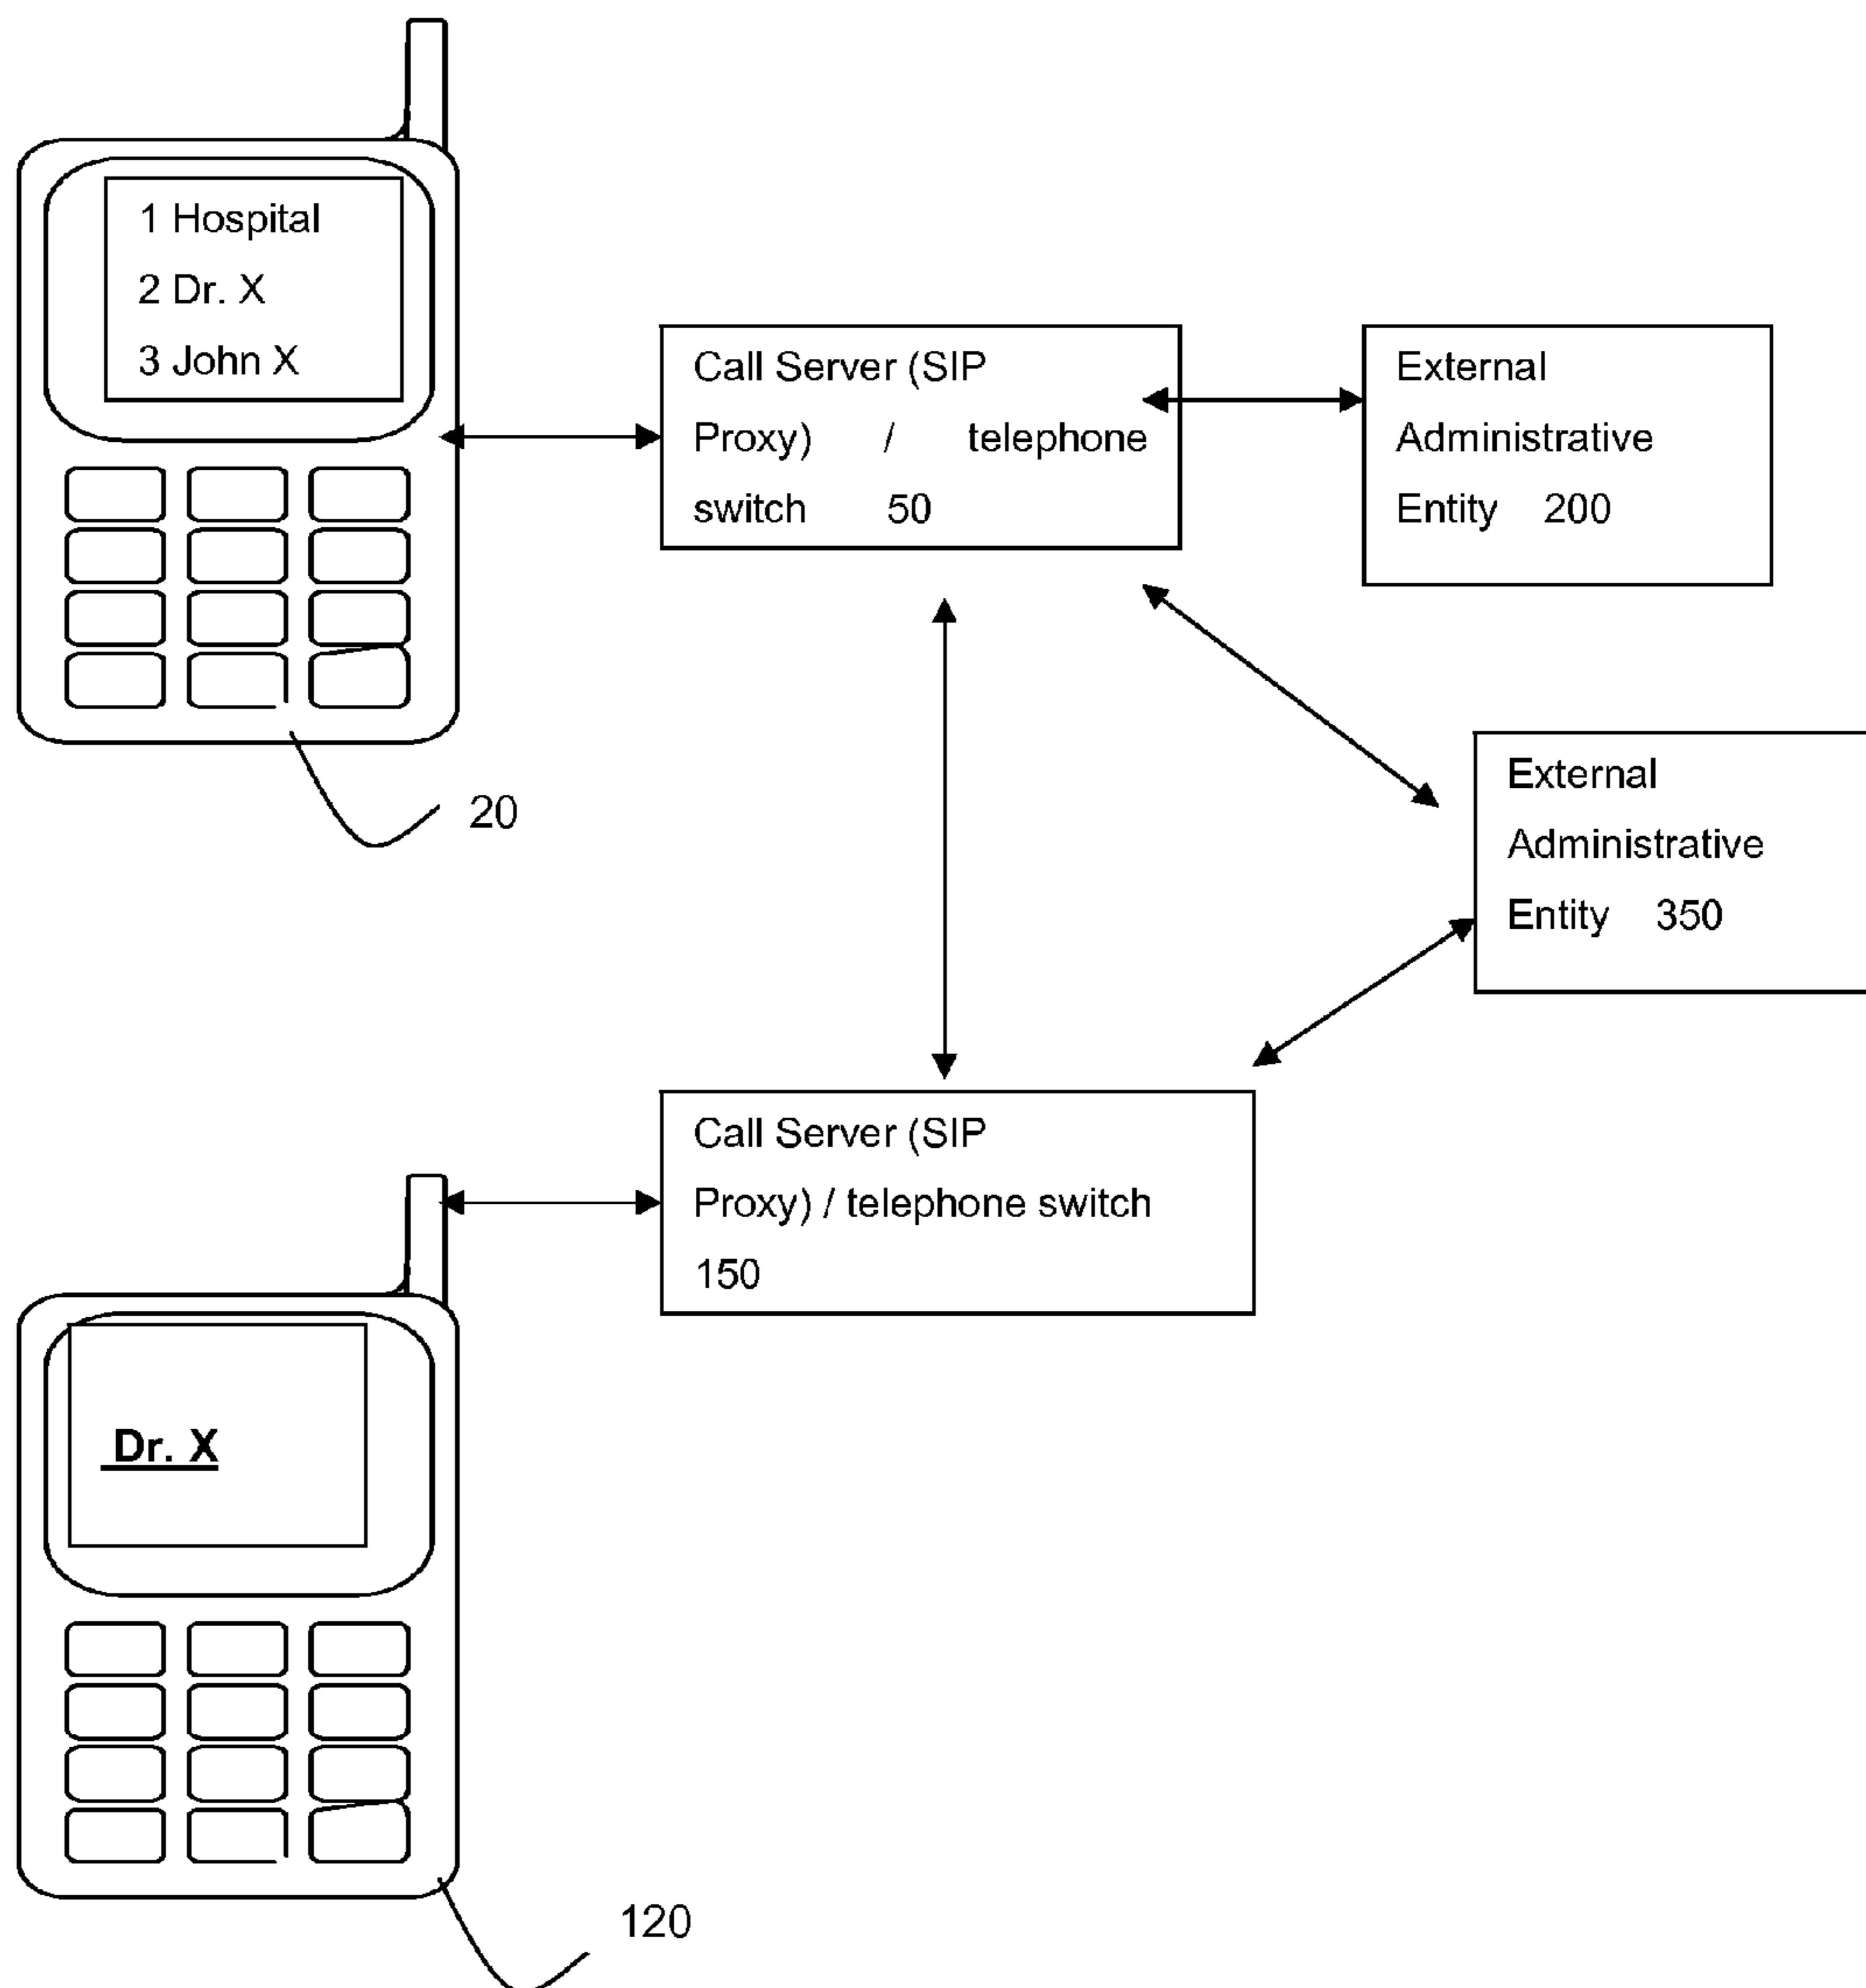 1 Hospital
2 Dr. X
3 John X
Call Server (SIP
Proxy) / telephone
switch 50
External
Administrative
Entity 200
20
External
Administrative
Entity 350
Call Server (SIP
Proxy) / telephone switch
150
Dr. X
120